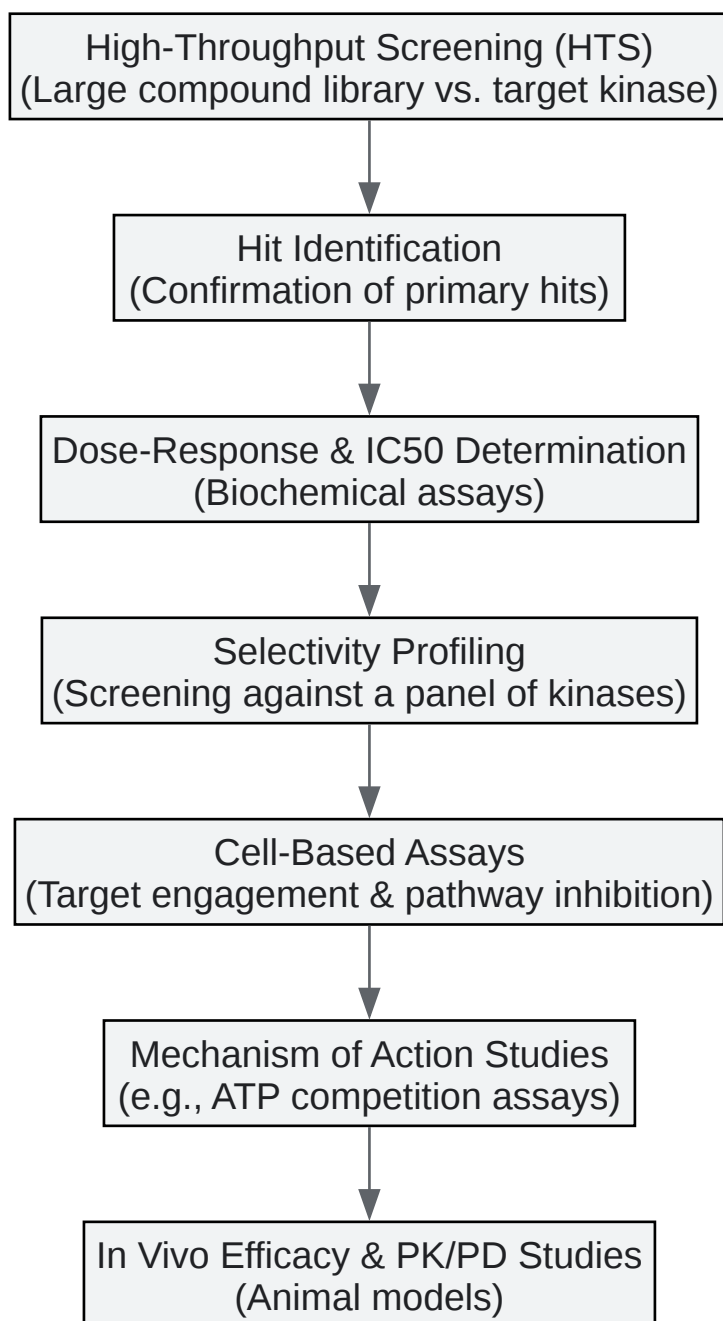 High-Throughput Screening (HTS)
(Large compound library vs. target kinase)
Hit Identification
(Confirmation of primary hits)
Dose-Response & IC50 Determination
(Biochemical assays)
Selectivity Profiling
(Screening against a panel of kinases)
Cell-Based Assays
(Target engagement & pathway inhibition)
Mechanism of Action Studies
(e.g., ATP competition assays)
In Vivo Efficacy & PK/PD Studies
(Animal models)